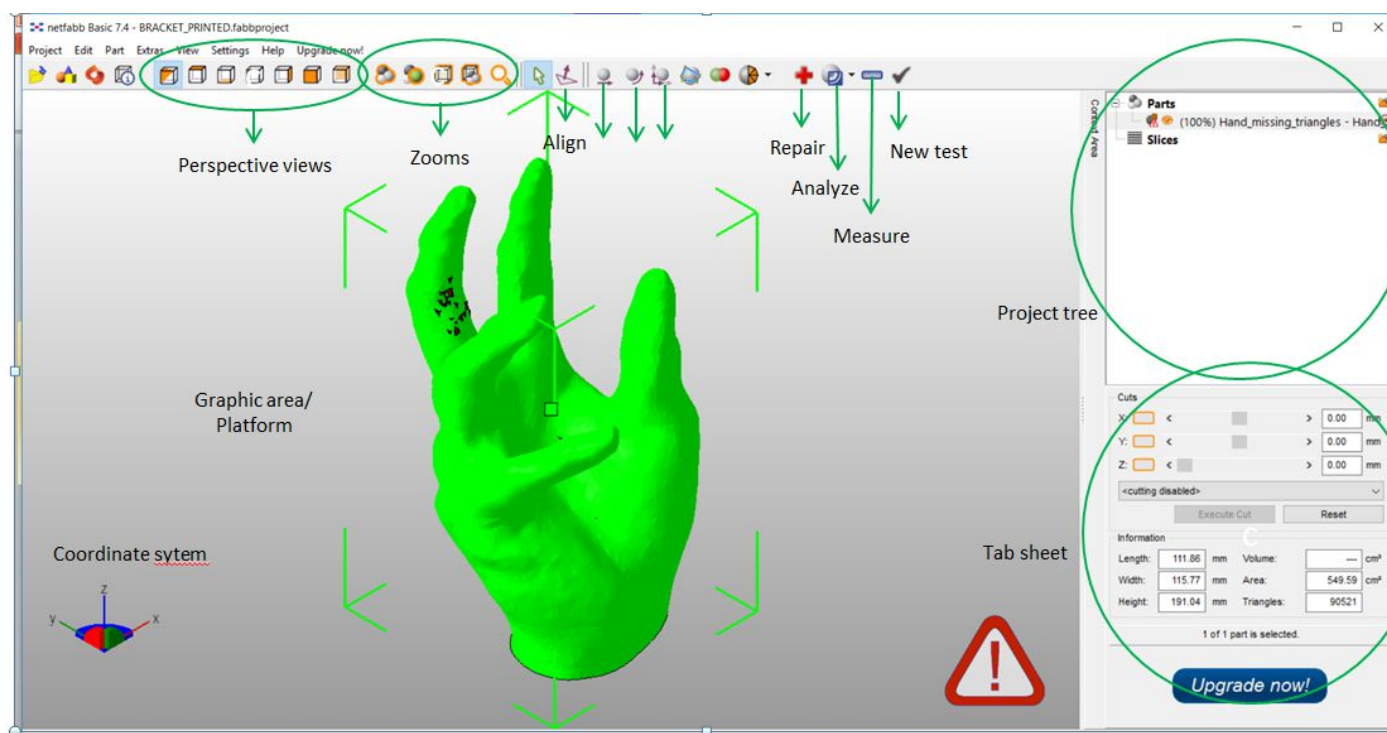 netfabb Basic 7.4 - BRACKET_PRINTED.fabbproject
Project Edit Part Extras View Settings Help Upgrade now!
Perspective views
Zooms
Align
Repair
Analyze
Measure
New test
Context Area
Parts
(100%) Hand_missing_triangles - Hand
Slices
Project tree
Graphic area/
Platform
Coordinate sytem
z
y
x
Tab sheet
Cuts
X: < > 0.00 mm
Y: < > 0.00 mm
Z: < > 0.00 mm
<cutting disabled>
Execute Cut Reset
C
Information
Length: 111.86 mm Volume: --- cm³
Width: 115.77 mm Area: 549.59 cm²
Height: 191.04 mm Triangles: 90521
1 of 1 part is selected.
Upgrade now!
!